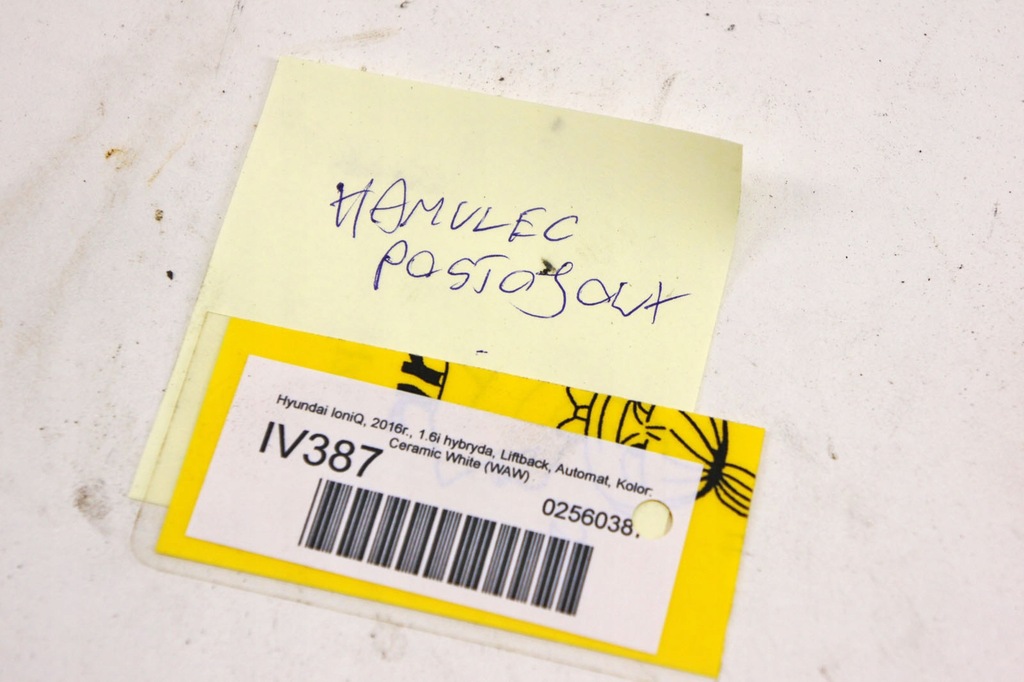 HAMULEC
POSTOJOWY
Hyundai IoniQ, 2016r., 1.6i hybryda, Liftback, Automat, Kolor:
Ceramic White (WAW)
IV387
0256038